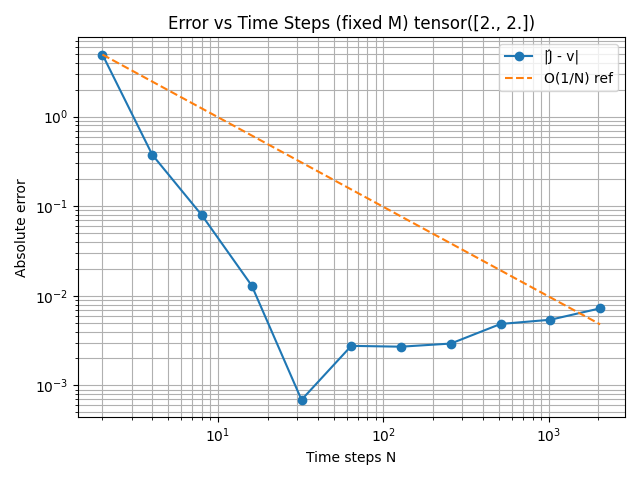 Error vs Time Steps (fixed M) tensor([2., 2.])
|Ĵ - v|
O(1/N) ref
Absolute error
10⁰
10⁻¹
10⁻²
10⁻³
10¹
10²
10³
Time steps N